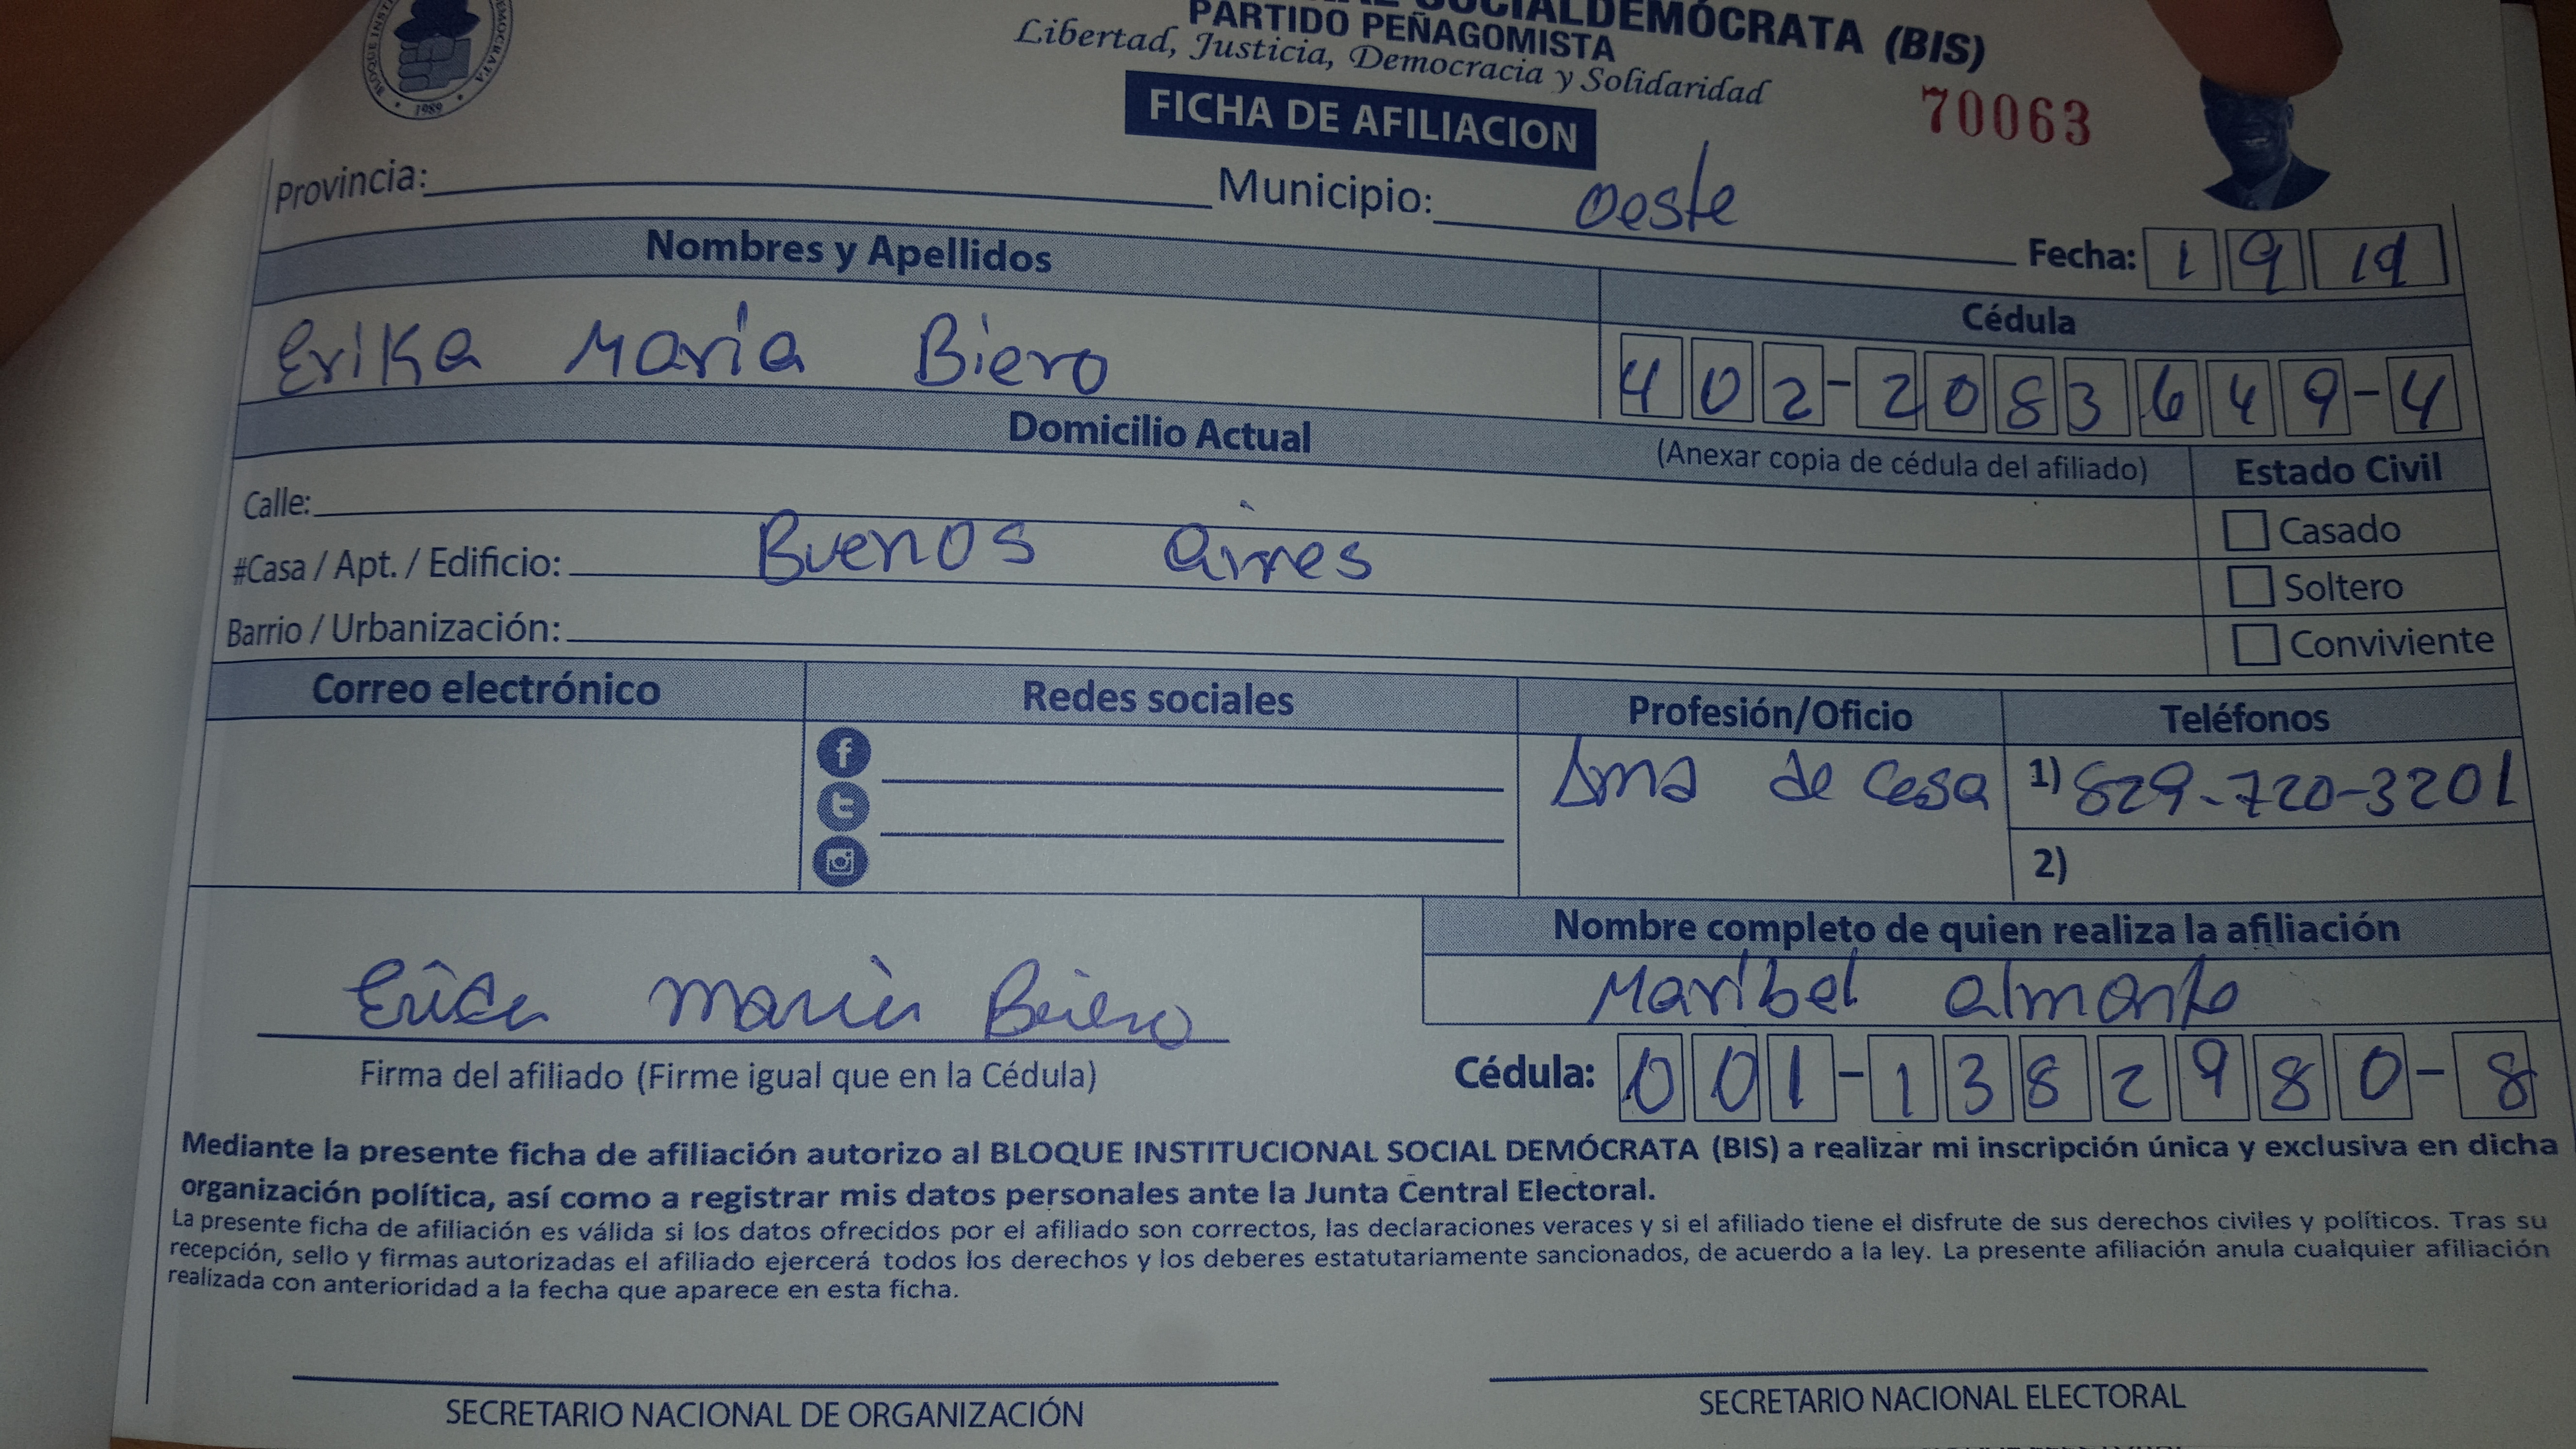 SOCIALDEMÓCRATA (BIS)
PARTIDO PEÑAGOMISTA
Libertad, Justicia, Democracia y Solidaridad
FICHA DE AFILIACION
70063
1989
Provincia: Municipio: Oeste
Fecha: 1 9 19
Nombres y Apellidos
Cédula
Erika María Biero
402-2083649-4
Domicilio Actual
(Anexar copia de cédula del afiliado)
Estado Civil
Calle:
Casado
#Casa / Apt. / Edificio: Buenos aires
Soltero
Barrio / Urbanización:
Conviviente
Correo electrónico Redes sociales Profesión/Oficio Teléfonos
Ama de casa
1) 829-720-3201
2)
Nombre completo de quien realiza la afiliación
Maribel almonte
Erica María Biero
Firma del afiliado (Firme igual que en la Cédula)
Cédula: 001-1382980-8
Mediante la presente ficha de afiliación autorizo al BLOQUE INSTITUCIONAL SOCIAL DEMÓCRATA (BIS) a realizar mi inscripción única y exclusiva en dicha
organización política, así como a registrar mis datos personales ante la Junta Central Electoral.
La presente ficha de afiliación es válida si los datos ofrecidos por el afiliado son correctos, las declaraciones veraces y si el afiliado tiene el disfrute de sus derechos civiles y políticos. Tras su
recepción, sello y firmas autorizadas el afiliado ejercerá todos los derechos y los deberes estatutariamente sancionados, de acuerdo a la ley. La presente afiliación anula cualquier afiliación
realizada con anterioridad a la fecha que aparece en esta ficha.
SECRETARIO NACIONAL DE ORGANIZACIÓN
SECRETARIO NACIONAL ELECTORAL